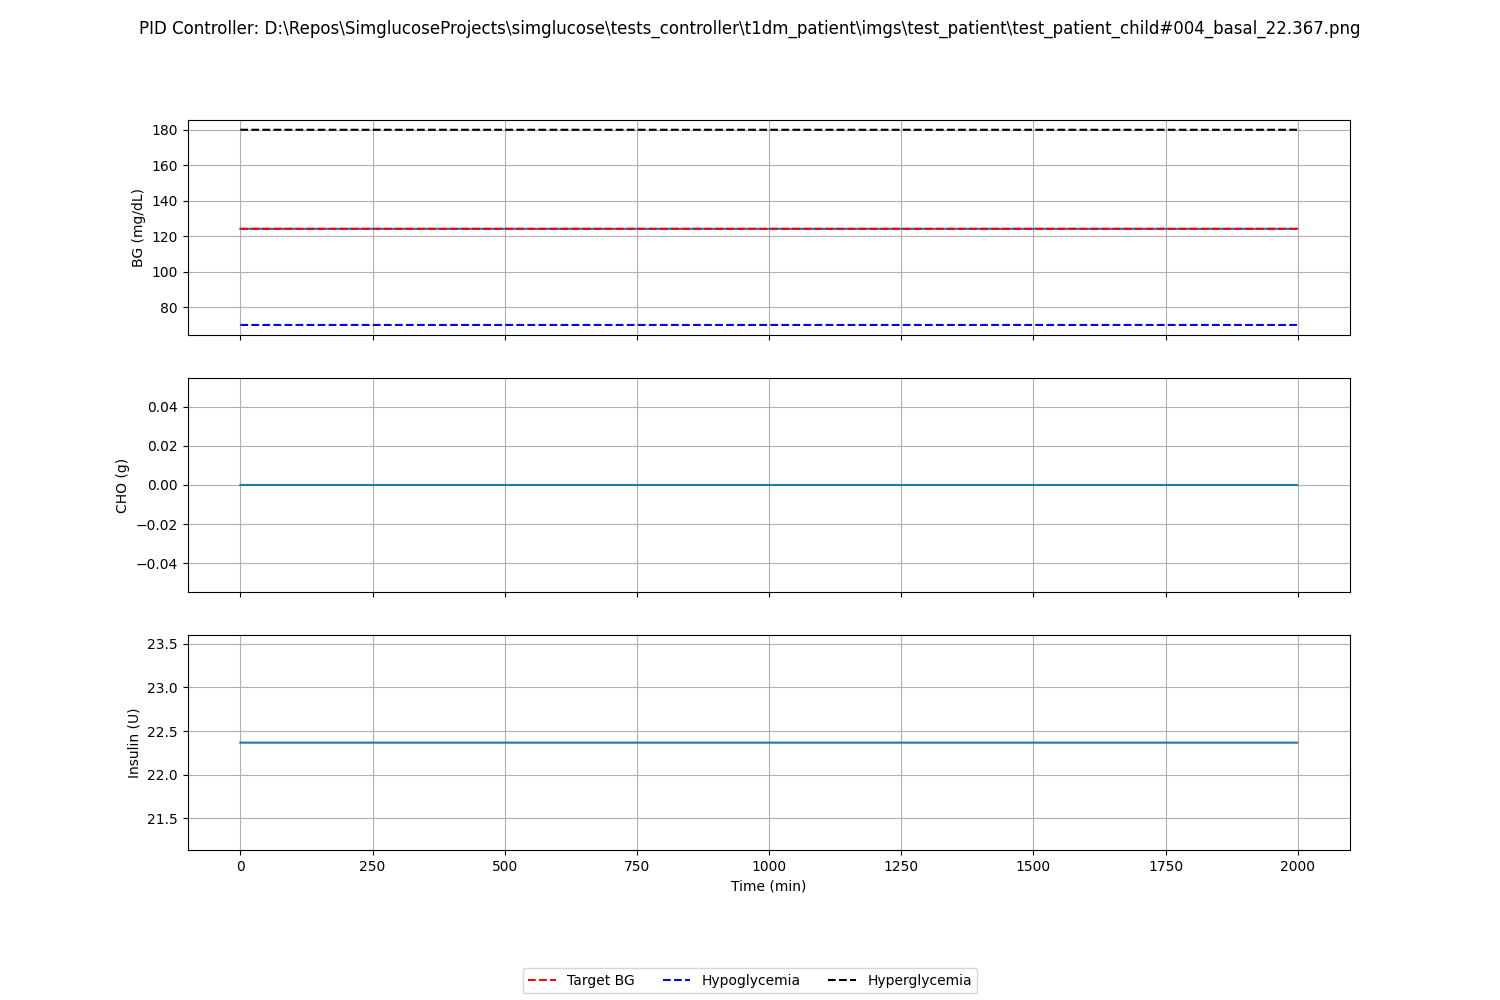 PID Controller: D:\Repos\SimglucoseProjects\simglucose\tests_controller\t1dm_patient\imgs\test_patient\test_patient_child#004_basal_22.367.png
180
160
140
120
100
80
BG (mg/dL)
0.04
0.02
0.00
−0.02
−0.04
CHO (g)
23.5
23.0
22.5
22.0
21.5
Insulin (U)
0 250 500 750 1000 1250 1500 1750 2000
Time (min)
Target BG Hypoglycemia Hyperglycemia